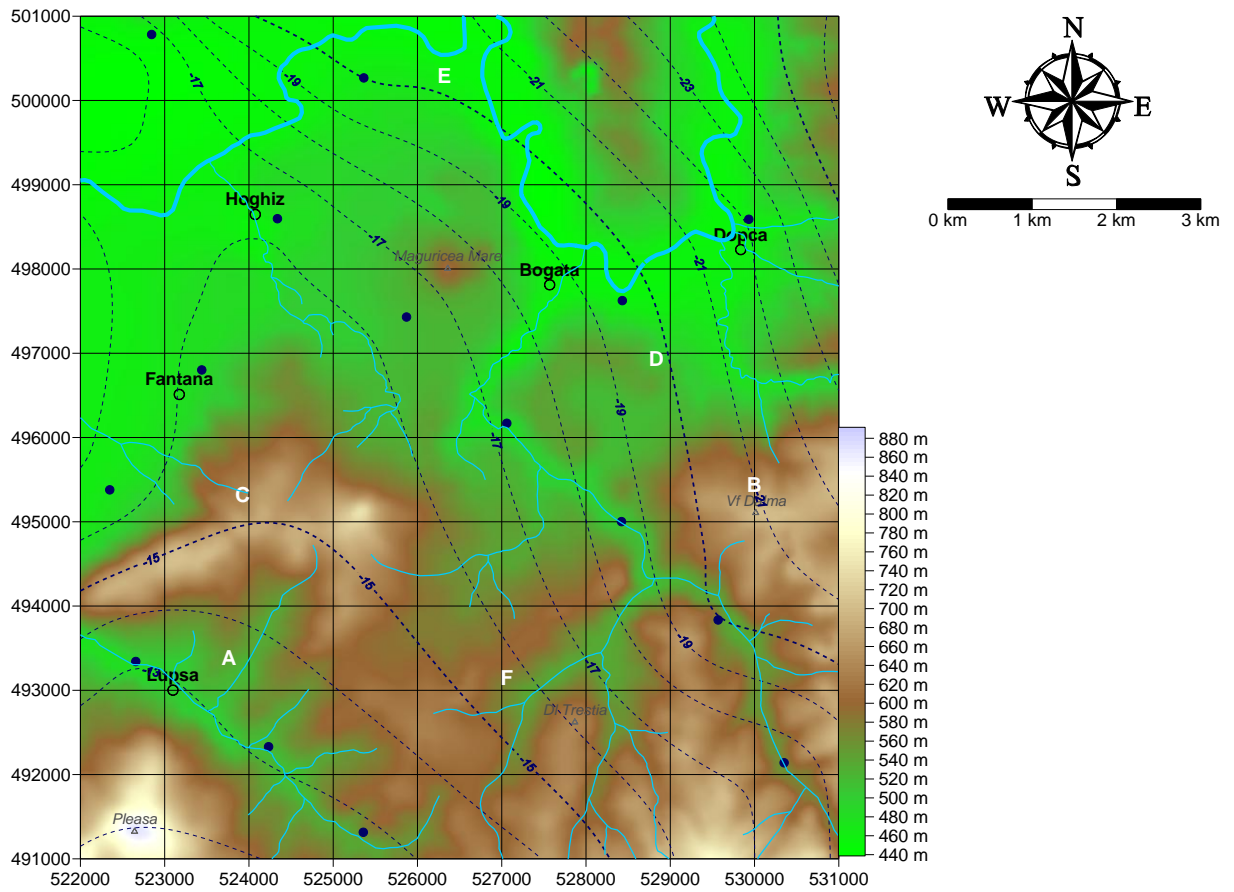 501000
500000
499000
498000
497000
496000
495000
494000
493000
492000
491000
522000 523000 524000 525000 526000 527000 528000 529000 530000 531000
-17
-19
E
-21
-23
Hoghiz
-19
-17
Maguricea Mare
Bogata
Dopca
-21
Fantana
D
-19
-17
C
B
Vf
-21
-15
-15
A
Lupsa
F
-17
-19
Dl Trestia
-15
Pleasa
N
W
E
S
0 km 1 km 2 km 3 km
880 m
860 m
840 m
820 m
800 m
780 m
760 m
740 m
720 m
700 m
680 m
660 m
640 m
620 m
600 m
580 m
560 m
540 m
520 m
500 m
480 m
460 m
440 m